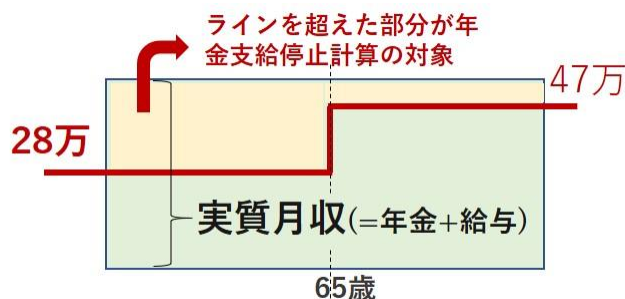 ラインを超えた部分が年
金支給停止計算の対象
47万
28万
実質月収(=年金+給与)
65歳